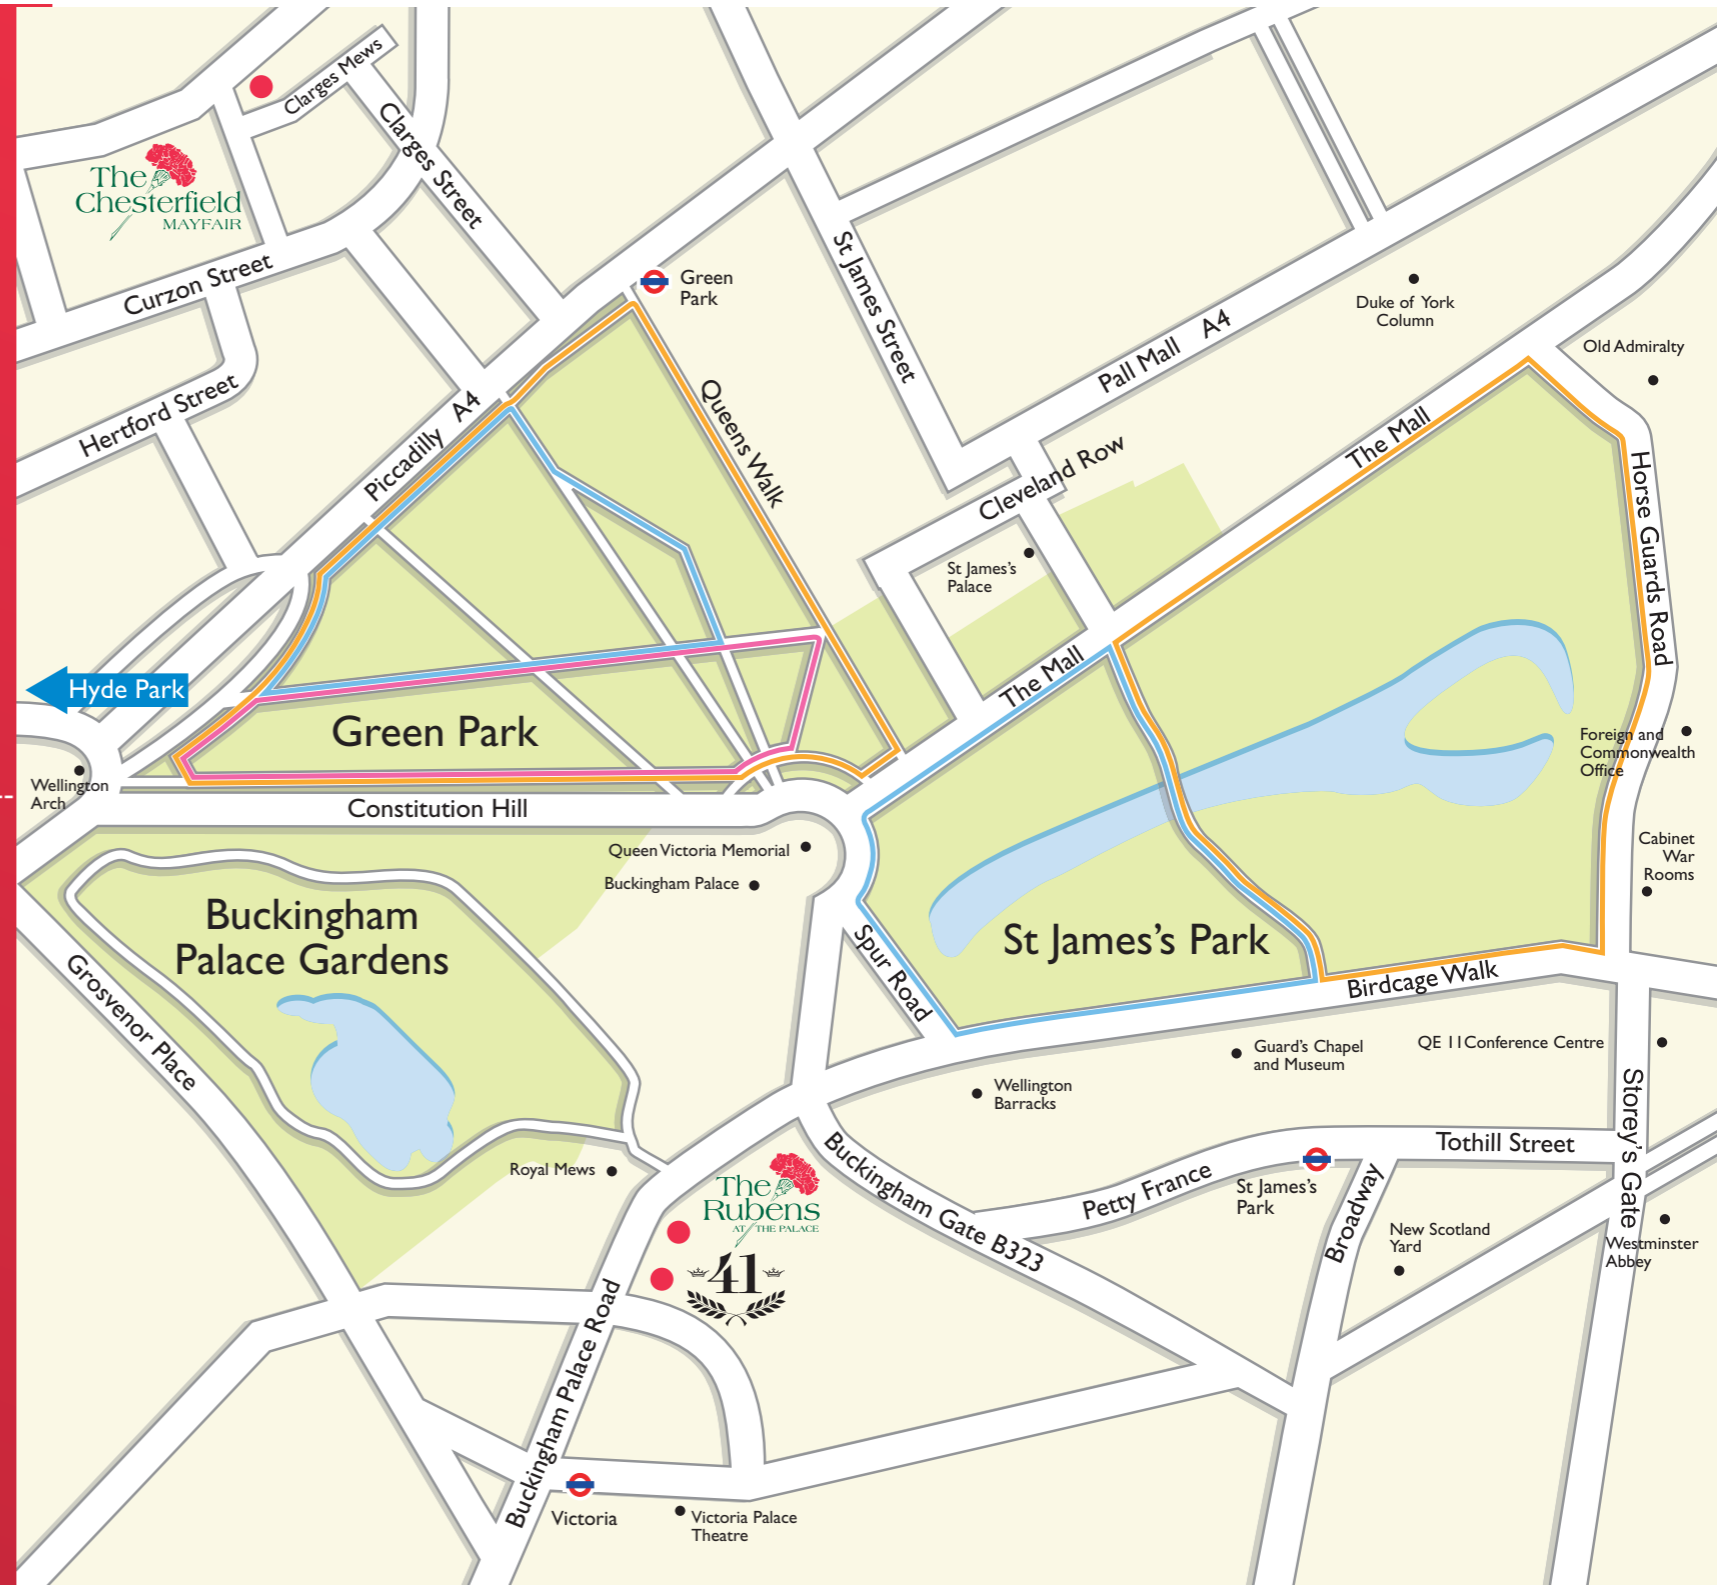 Clarges Mews
Clarges Street
The
Chesterfield
MAYFAIR
Curzon Street
Hertford Street
Piccadilly A4
Green
Park
Queens Walk
St James Street
Pall Mall A4
Duke of York
Column
Old Admiralty
Cleveland Row
The Mall
Horse Guards Road
St James's
Palace
The Mall
Hyde Park
Green Park
Wellington
Arch
Constitution Hill
Foreign and
Commonwealth
Office
Queen Victoria Memorial
Buckingham Palace
Cabinet
War
Rooms
Buckingham
Palace Gardens
St James's Park
Spur Road
Birdcage Walk
Grosvenor Place
Guard's Chapel
and Museum
QE 11 Conference Centre
Wellington
Barracks
Storey's Gate
Tothill Street
Petty France
St James's
Park
Broadway
Buckingham Gate B323
Royal Mews
The
Rubens
AT THE PALACE
41
New Scotland
Yard
Westminster
Abbey
Buckingham Palace Road
Victoria
Victoria Palace
Theatre